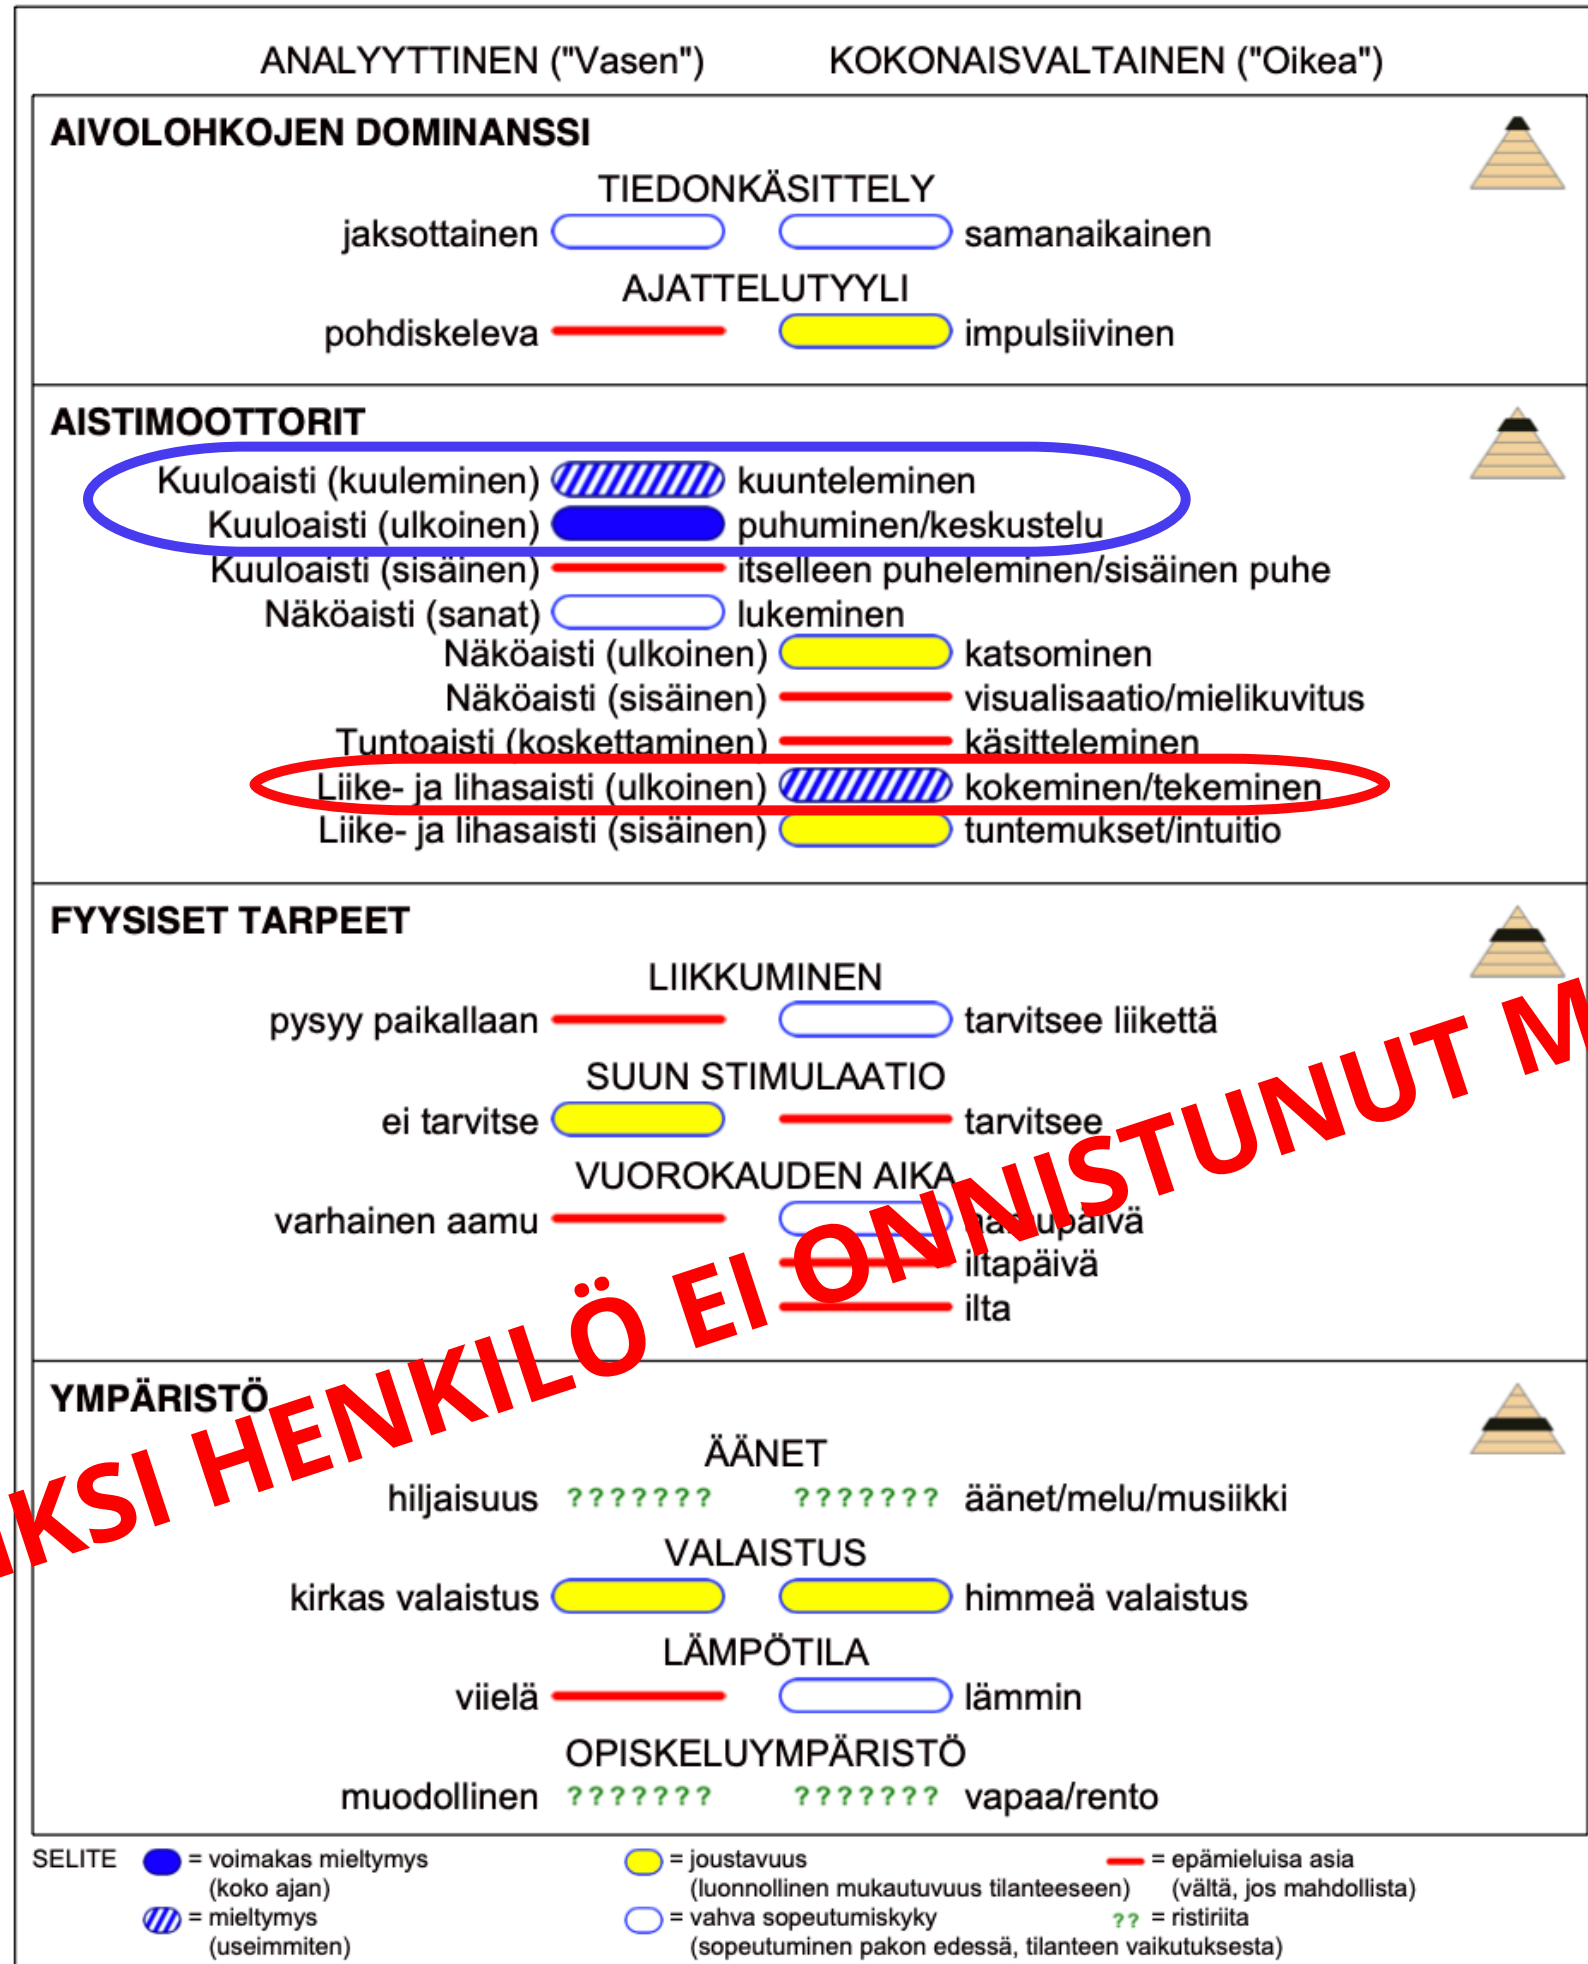 ANALYYTTINEN ("Vasen") KOKONAISVALTAINEN ("Oikea")
AIVOLOHKOJEN DOMINANSSI
TIEDONKÄSITTELY
jaksottainen samanaikainen
AJATTELUTYYLI
pohdiskeleva impulsiivinen
AISTIMOOTTORIT
Kuuloaisti (kuuleminen) kuunteleminen
Kuuloaisti (ulkoinen) puhuminen/keskustelu
Kuuloaisti (sisäinen) itselleen puheleminen/sisäinen puhe
Näköaisti (sanat) lukeminen
Näköaisti (ulkoinen) katsominen
Näköaisti (sisäinen) visualisaatio/mielikuvitus
Tuntoaisti (koskettaminen) käsitteleminen
Liike- ja lihasaisti (ulkoinen) kokeminen/tekeminen
Liike- ja lihasaisti (sisäinen) tuntemukset/intuitio
FYYSISET TARPEET
LIIKKUMINEN
pysyy paikallaan tarvitsee liikettä
SUUN STIMULAATIO
ei tarvitse tarvitsee
VUOROKAUDEN AIKA
varhainen aamu aamupäivä
iltapäivä
ilta
HENKILÖ EI ONNISTUNUT
YMPÄRISTÖ
ÄÄNET
hiljaisuus ??????? ??????? äänet/melu/musiikki
VALAISTUS
kirkas valaistus himmeä valaistus
LÄMPÖTILA
viielä lämmin
OPISKELUYMPÄRISTÖ
muodollinen ??????? ??????? vapaa/rento
SELITE = voimakas mieltymys = joustavuus = epämieluisa asia
(koko ajan) (luonnollinen mukautuvuus tilanteeseen) (vältä, jos mahdollista)
= mieltymys = vahva sopeutumiskyky ?? = ristiriita
(useimmiten) (sopeutuminen pakon edessä, tilanteen vaikutuksesta)